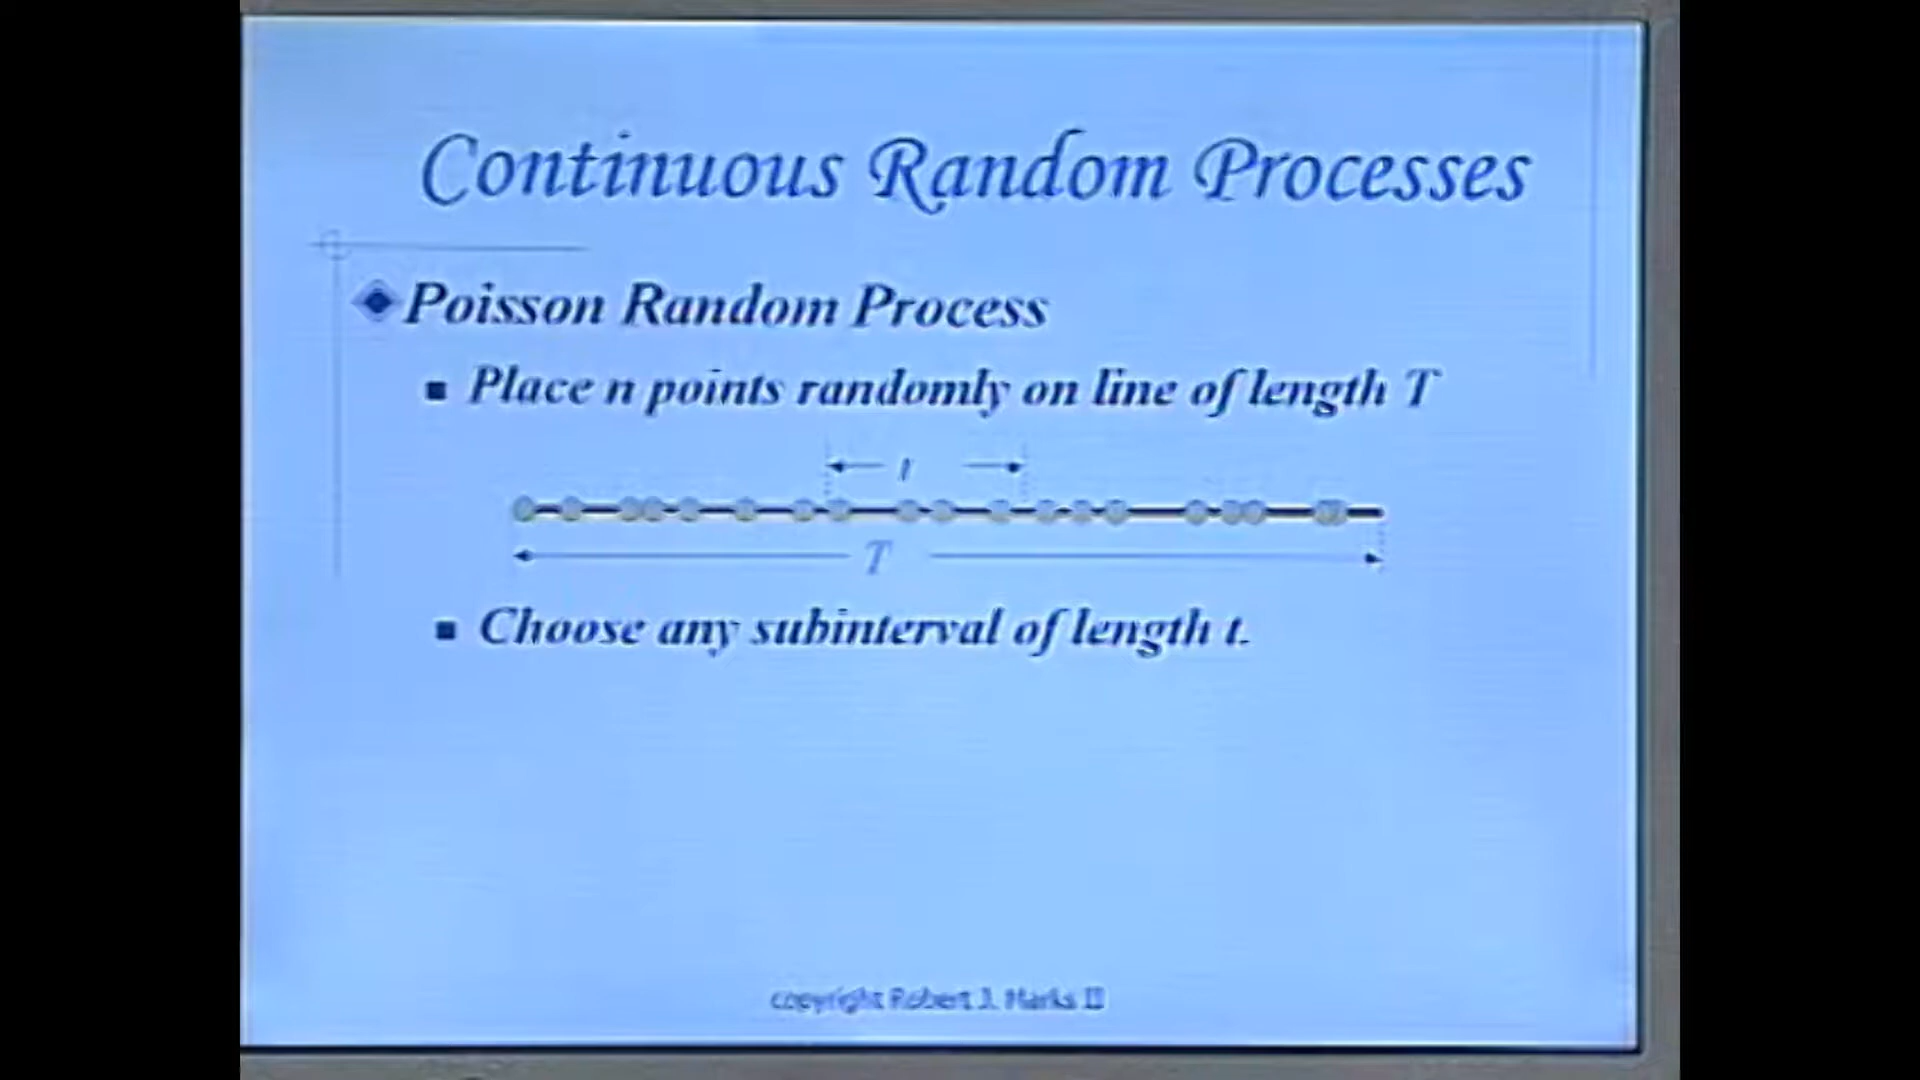 Continuous Random Processes
Poisson Random Process
Place n points randomly on line of length T
t
T
Choose any subinterval of length t.
copyright Robert J. Marks II